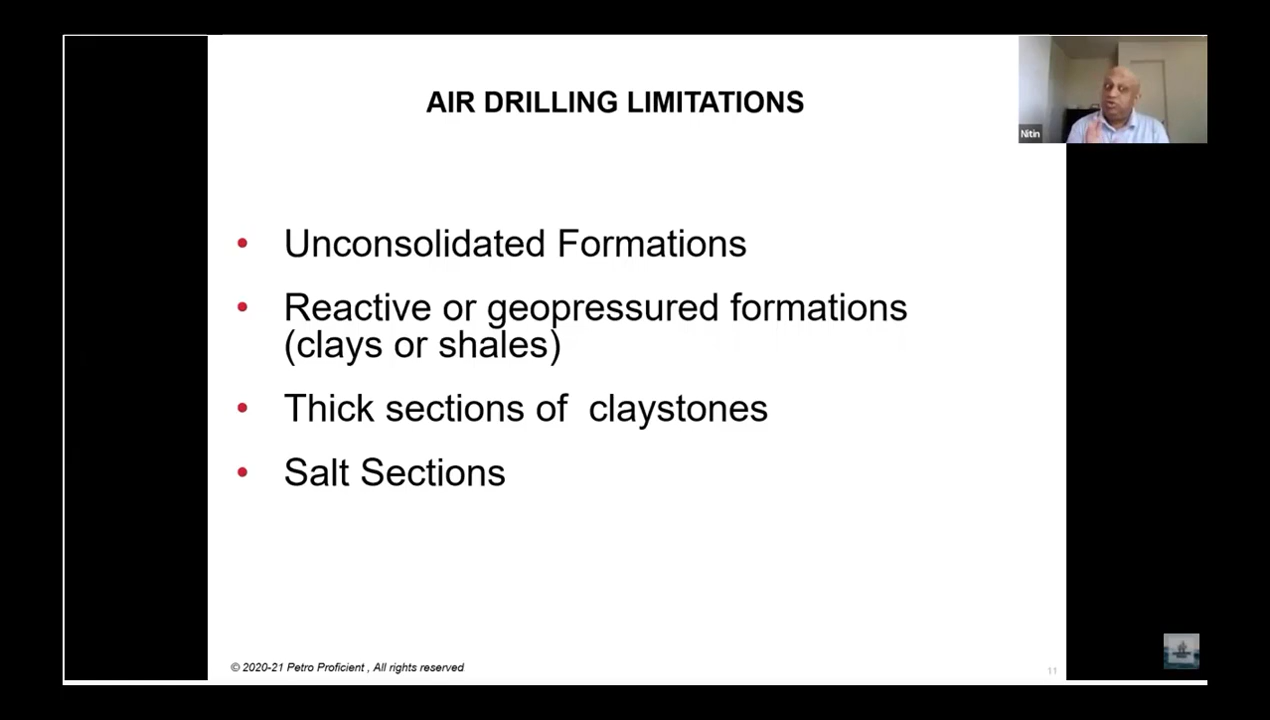 AIR DRILLING LIMITATIONS
Nitin
• Unconsolidated Formations
• Reactive or geopressured formations
(clays or shales)
• Thick sections of  claystones
• Salt Sections
© 2020-21 Petro Proficient , All rights reserved
11